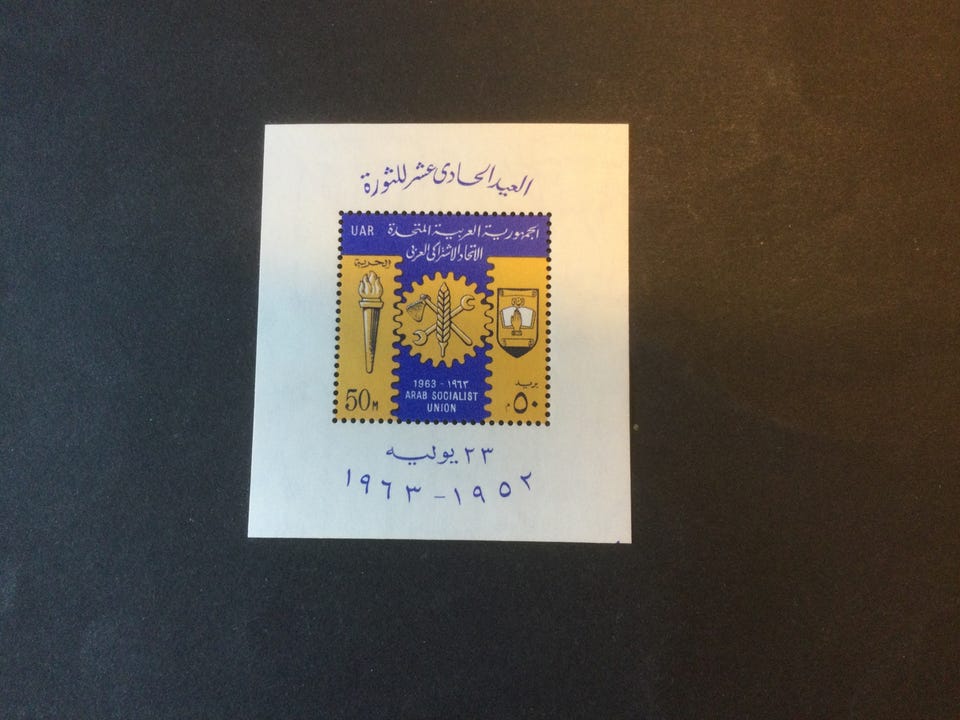 العيد الحادى عشر للثورة
UAR الجمهورية العربية المتحدة
الاتحاد الاشتراكى العربى
الحرية
1963 - ١٩٦٣
ARAB SOCIALIST
UNION
50M
بريد
٥٠ م
٢٣ يوليه
١٩٥٢ - ١٩٦٣